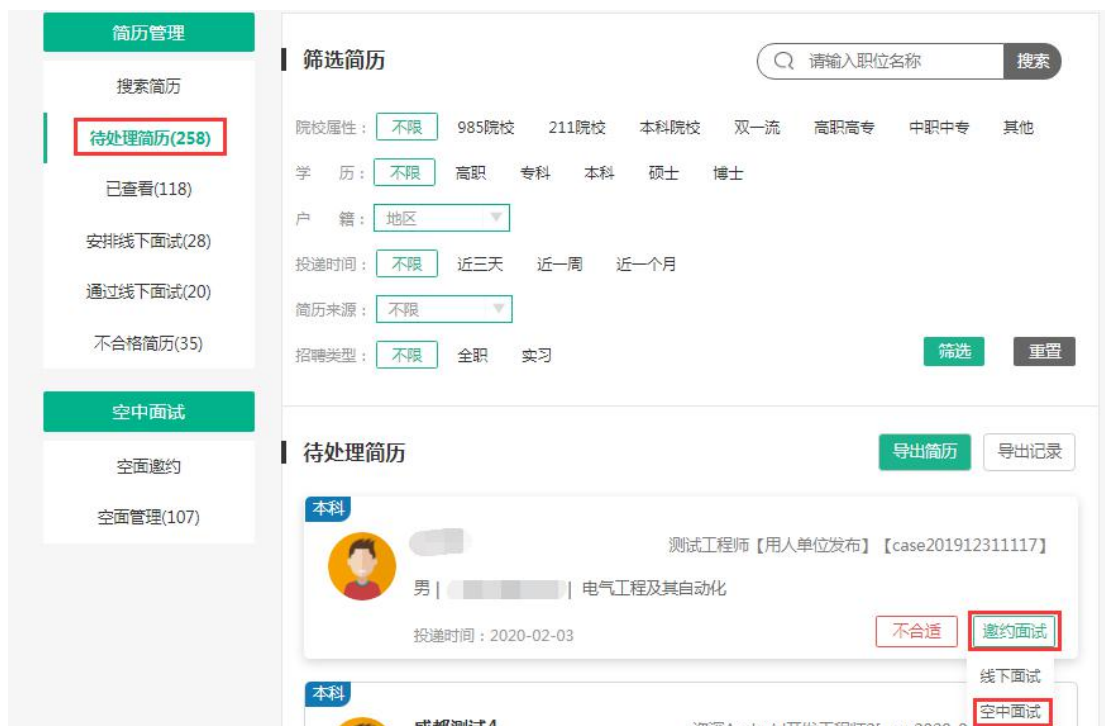 简历管理
搜索简历
待处理简历(258)
已查看(118)
安排线下面试(28)
通过线下面试(20)
不合格简历(35)
空中面试
空面邀约
空面管理(107)
筛选简历
请输入职位名称 搜索
院校属性： 不限 985院校 211院校 本科院校 双一流 高职高专 中职中专 其他
学 历： 不限 高职 专科 本科 硕士 博士
户 籍： 地区
投递时间： 不限 近三天 近一周 近一个月
简历来源： 不限
招聘类型： 不限 全职 实习 筛选 重置
待处理简历 导出简历 导出记录
本科
测试工程师【用人单位发布】【case201912311117】
男 | | 电气工程及其自动化
投递时间：2020-02-03 不合适 邀约面试
线下面试
空中面试
本科
成都测试4